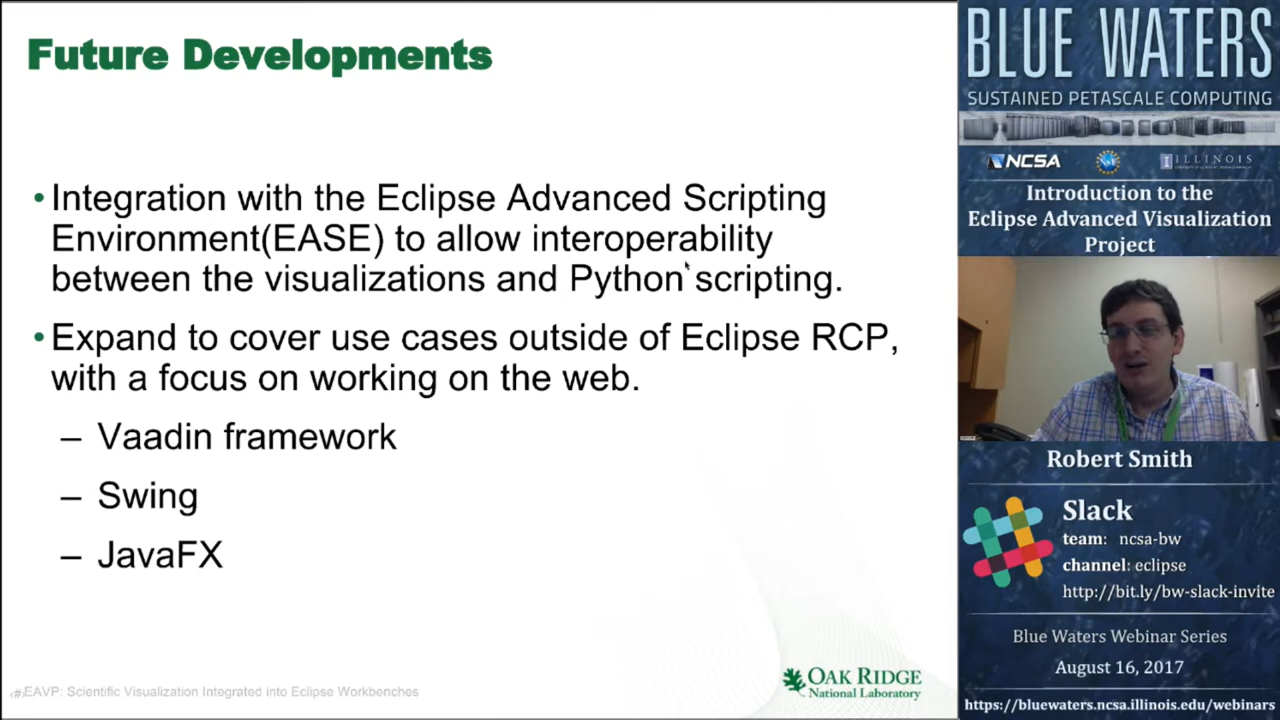 Future Developments
•Integration with the Eclipse Advanced Scripting
Environment(EASE) to allow interoperability
between the visualizations and Python scripting.
•Expand to cover use cases outside of Eclipse RCP,
with a focus on working on the web.
– Vaadin framework
– Swing
– JavaFX
‹#›EAVP: Scientific Visualization Integrated into Eclipse Workbenches
OAK RIDGE
National Laboratory
BLUE WATERS
SUSTAINED PETASCALE COMPUTING
NCSA
NSF
ILLINOIS
Introduction to the
Eclipse Advanced Visualization
Project
Robert Smith
Slack
team: ncsa-bw
channel: eclipse
http://bit.ly/bw-slack-invite
Blue Waters Webinar Series
August 16, 2017
https://bluewaters.ncsa.illinois.edu/webinars